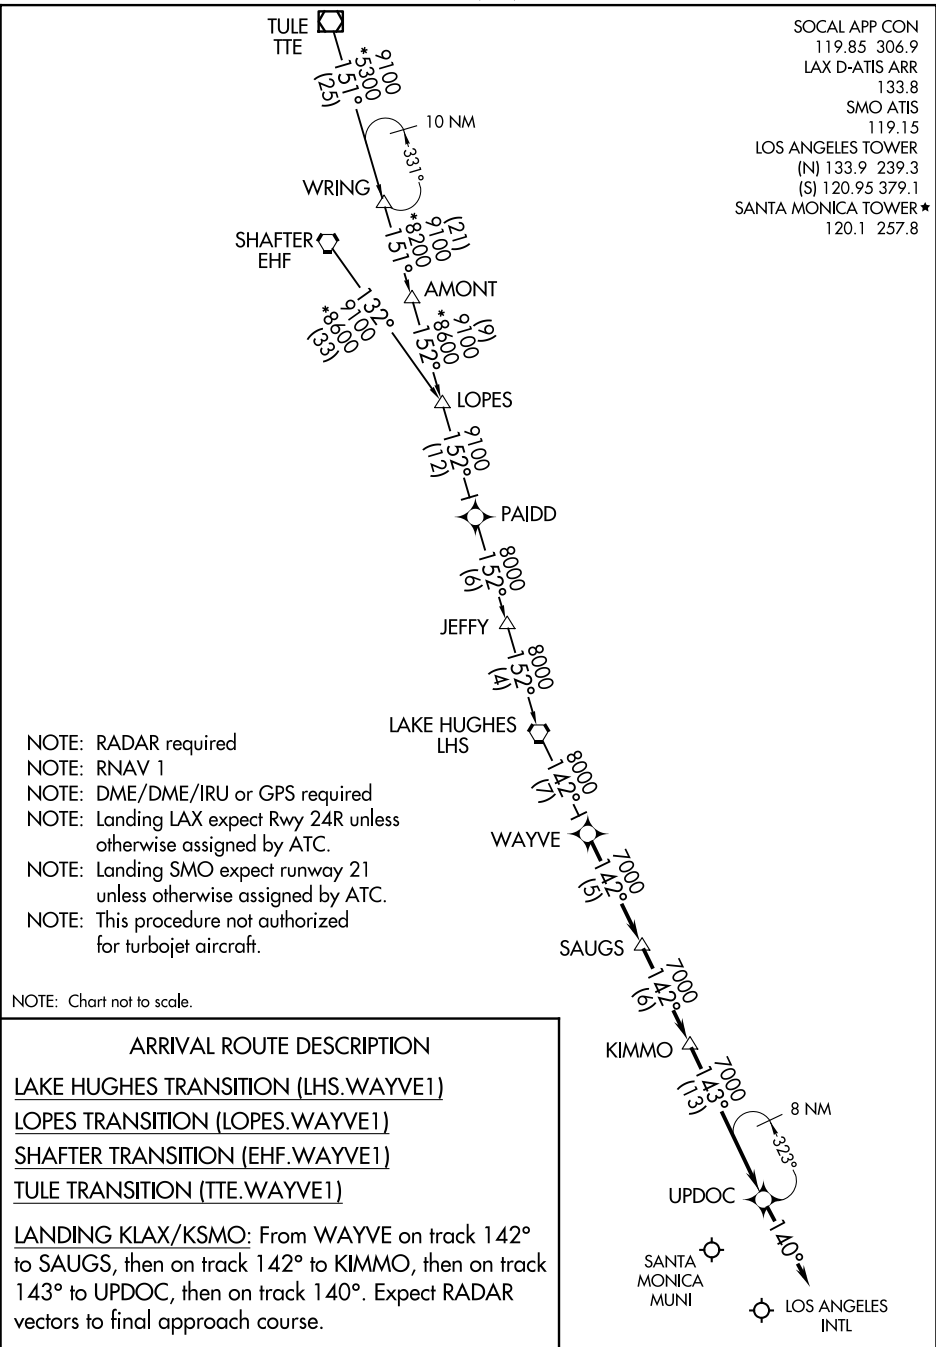 SOCAL APP CON
119.85 306.9
LAX D-ATIS ARR
133.8
SMO ATIS
119.15
LOS ANGELES TOWER
(N) 133.9 239.3
(S) 120.95 379.1
SANTA MONICA TOWER★
120.1 257.8
TULE
TTE
9100
*5300
151°
(25)
10 NM
331°
WRING
(21)
9100
*8200
151°
SHAFTER
EHF
132°
9100
*8600
(33)
AMONT
(9)
9100
*8600
152°
LOPES
9100
152°
(12)
PAIDD
8000
152°
(6)
JEFFY
8000
152°
(4)
LAKE HUGHES
LHS
8000
142°
(7)
WAYVE
7000
142°
(5)
SAUGS
7000
142°
(6)
KIMMO
7000
143°
(13)
8 NM
323°
UPDOC
140°
SANTA
MONICA
MUNI
LOS ANGELES
INTL
NOTE: RADAR required
NOTE: RNAV 1
NOTE: DME/DME/IRU or GPS required
NOTE: Landing LAX expect Rwy 24R unless
otherwise assigned by ATC.
NOTE: Landing SMO expect runway 21
unless otherwise assigned by ATC.
NOTE: This procedure not authorized
for turbojet aircraft.
NOTE: Chart not to scale.
ARRIVAL ROUTE DESCRIPTION
LAKE HUGHES TRANSITION (LHS.WAYVE1)
LOPES TRANSITION (LOPES.WAYVE1)
SHAFTER TRANSITION (EHF.WAYVE1)
TULE TRANSITION (TTE.WAYVE1)
LANDING KLAX/KSMO: From WAYVE on track 142°
to SAUGS, then on track 142° to KIMMO, then on track
143° to UPDOC, then on track 140°. Expect RADAR
vectors to final approach course.